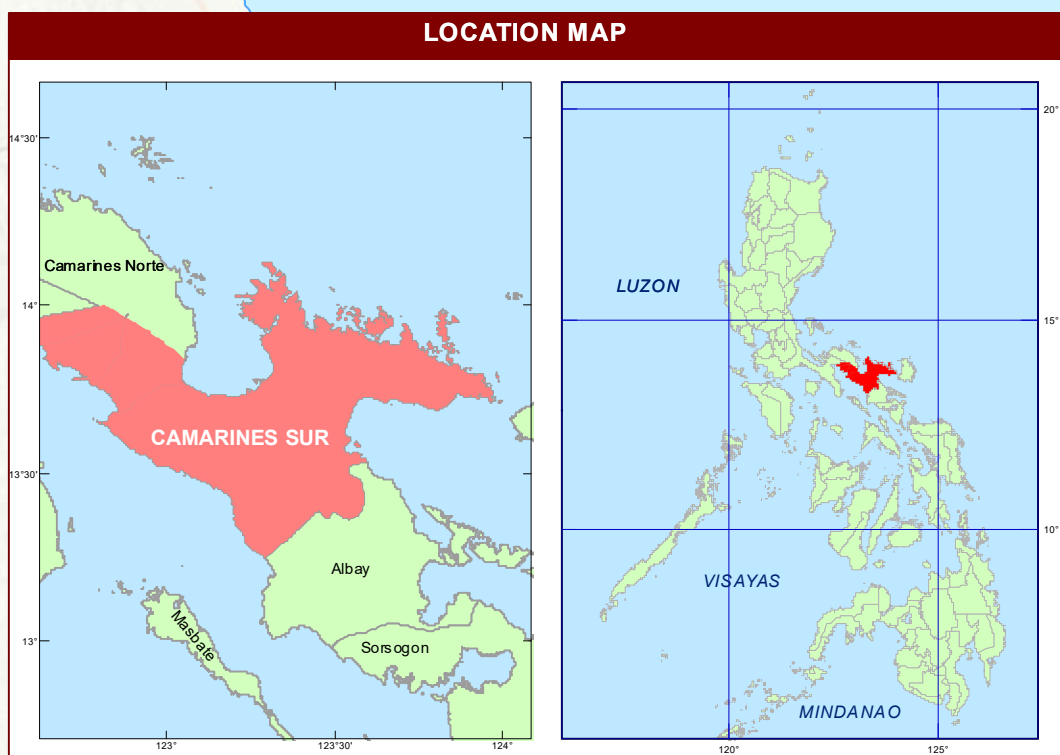 LOCATION MAP
14°30'
14°
13°30'
13°
123°
123°30'
124°
Camarines Norte
CAMARINES SUR
Albay
Masbate
Sorsogon
20°
15°
10°
120°
125°
LUZON
VISAYAS
MINDANAO